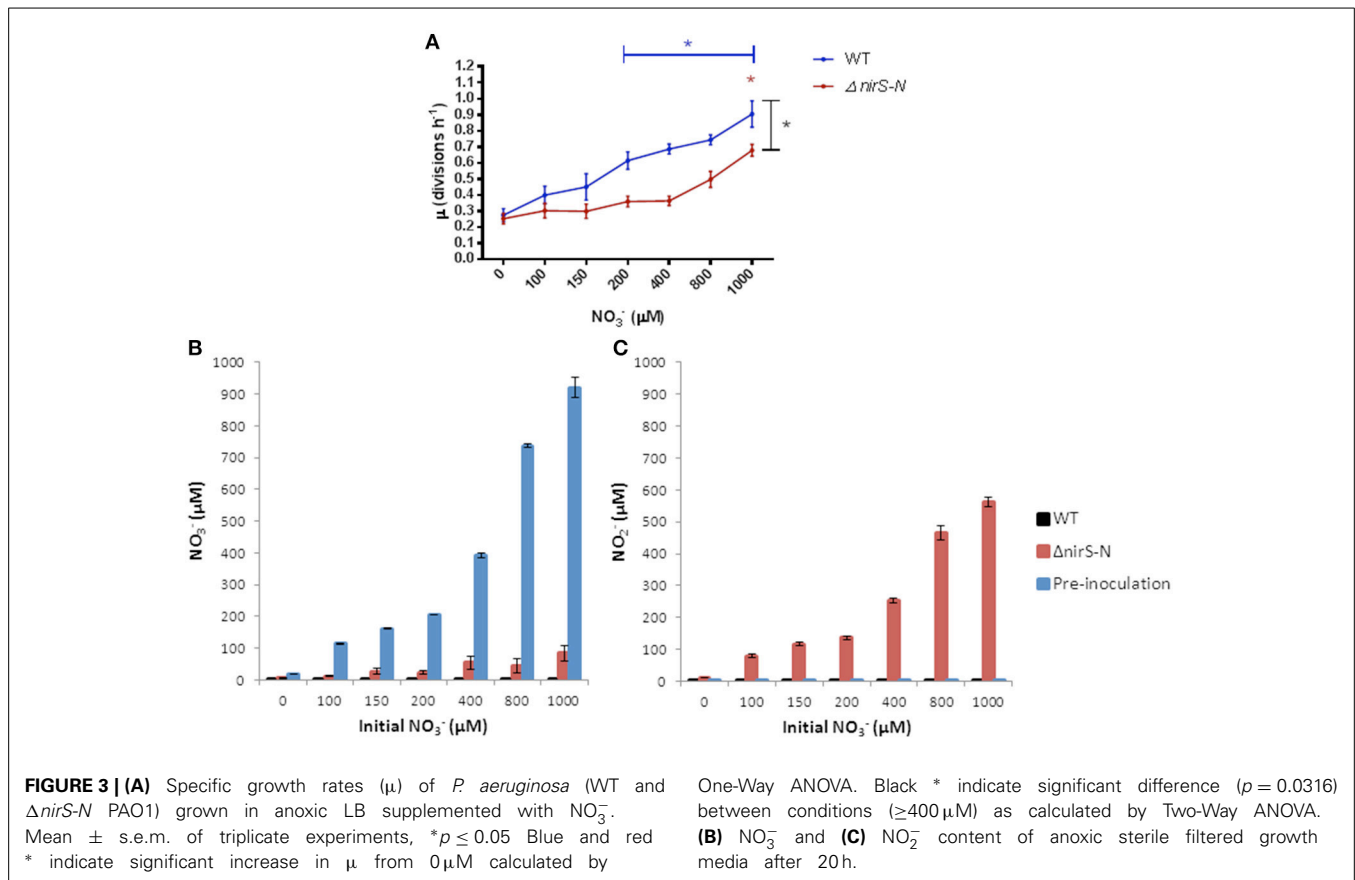 A
*
WT
Δ nirS-N
*
*
1.2
1.1
1.0
0.9
0.8
0.7
0.6
0.5
0.4
0.3
0.2
0.1
0.0
μ (divisions h⁻¹)
0 100 150 200 400 800 1000
NO₃⁻ (μM)
B
1000
900
800
700
600
500
400
300
200
100
0
NO₃⁻ (μM)
0 100 150 200 400 800 1000
Initial NO₃⁻ (μM)
C
1000
900
800
700
600
500
400
300
200
100
0
NO₂⁻ (μM)
0 100 150 200 400 800 1000
Initial NO₃⁻ (μM)
WT
ΔnirS-N
Pre-inoculation
FIGURE 3 | (A) Specific growth rates (μ) of P. aeruginosa (WT and
ΔnirS-N PAO1) grown in anoxic LB supplemented with NO₃⁻.
Mean ± s.e.m. of triplicate experiments, *p ≤ 0.05 Blue and red
* indicate significant increase in μ from 0 μM calculated by
One-Way ANOVA. Black * indicate significant difference (p = 0.0316)
between conditions (≥400 μM) as calculated by Two-Way ANOVA.
(B) NO₃⁻ and (C) NO₂⁻ content of anoxic sterile filtered growth
media after 20 h.